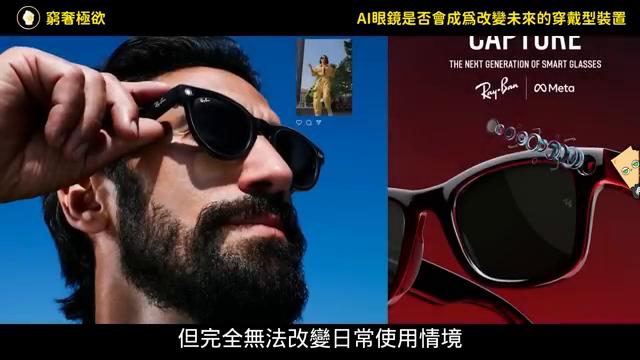 窮奢極欲
AI眼鏡是否會成爲改變未來的穿戴型裝置
CAPTURE
THE NEXT GENERATION OF SMART GLASSES
Ray-Ban
Meta
Ray-Ban
但完全無法改變日常使用情境